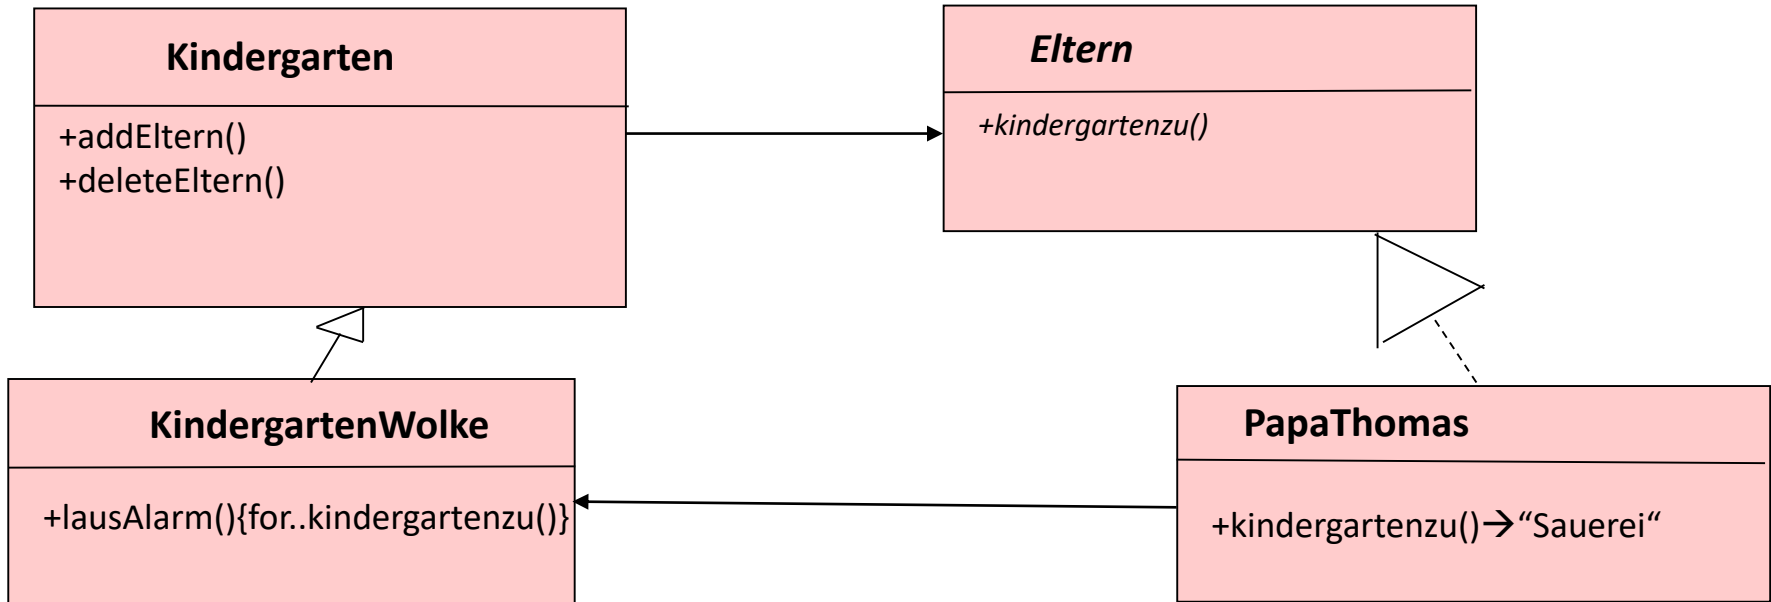 Kindergarten
+addEltern()
+deleteEltern()
Eltern
+kindergartenzu()
KindergartenWolke
+lausAlarm(){for..kindergartenzu()}
PapaThomas
+kindergartenzu()→“Sauerei“